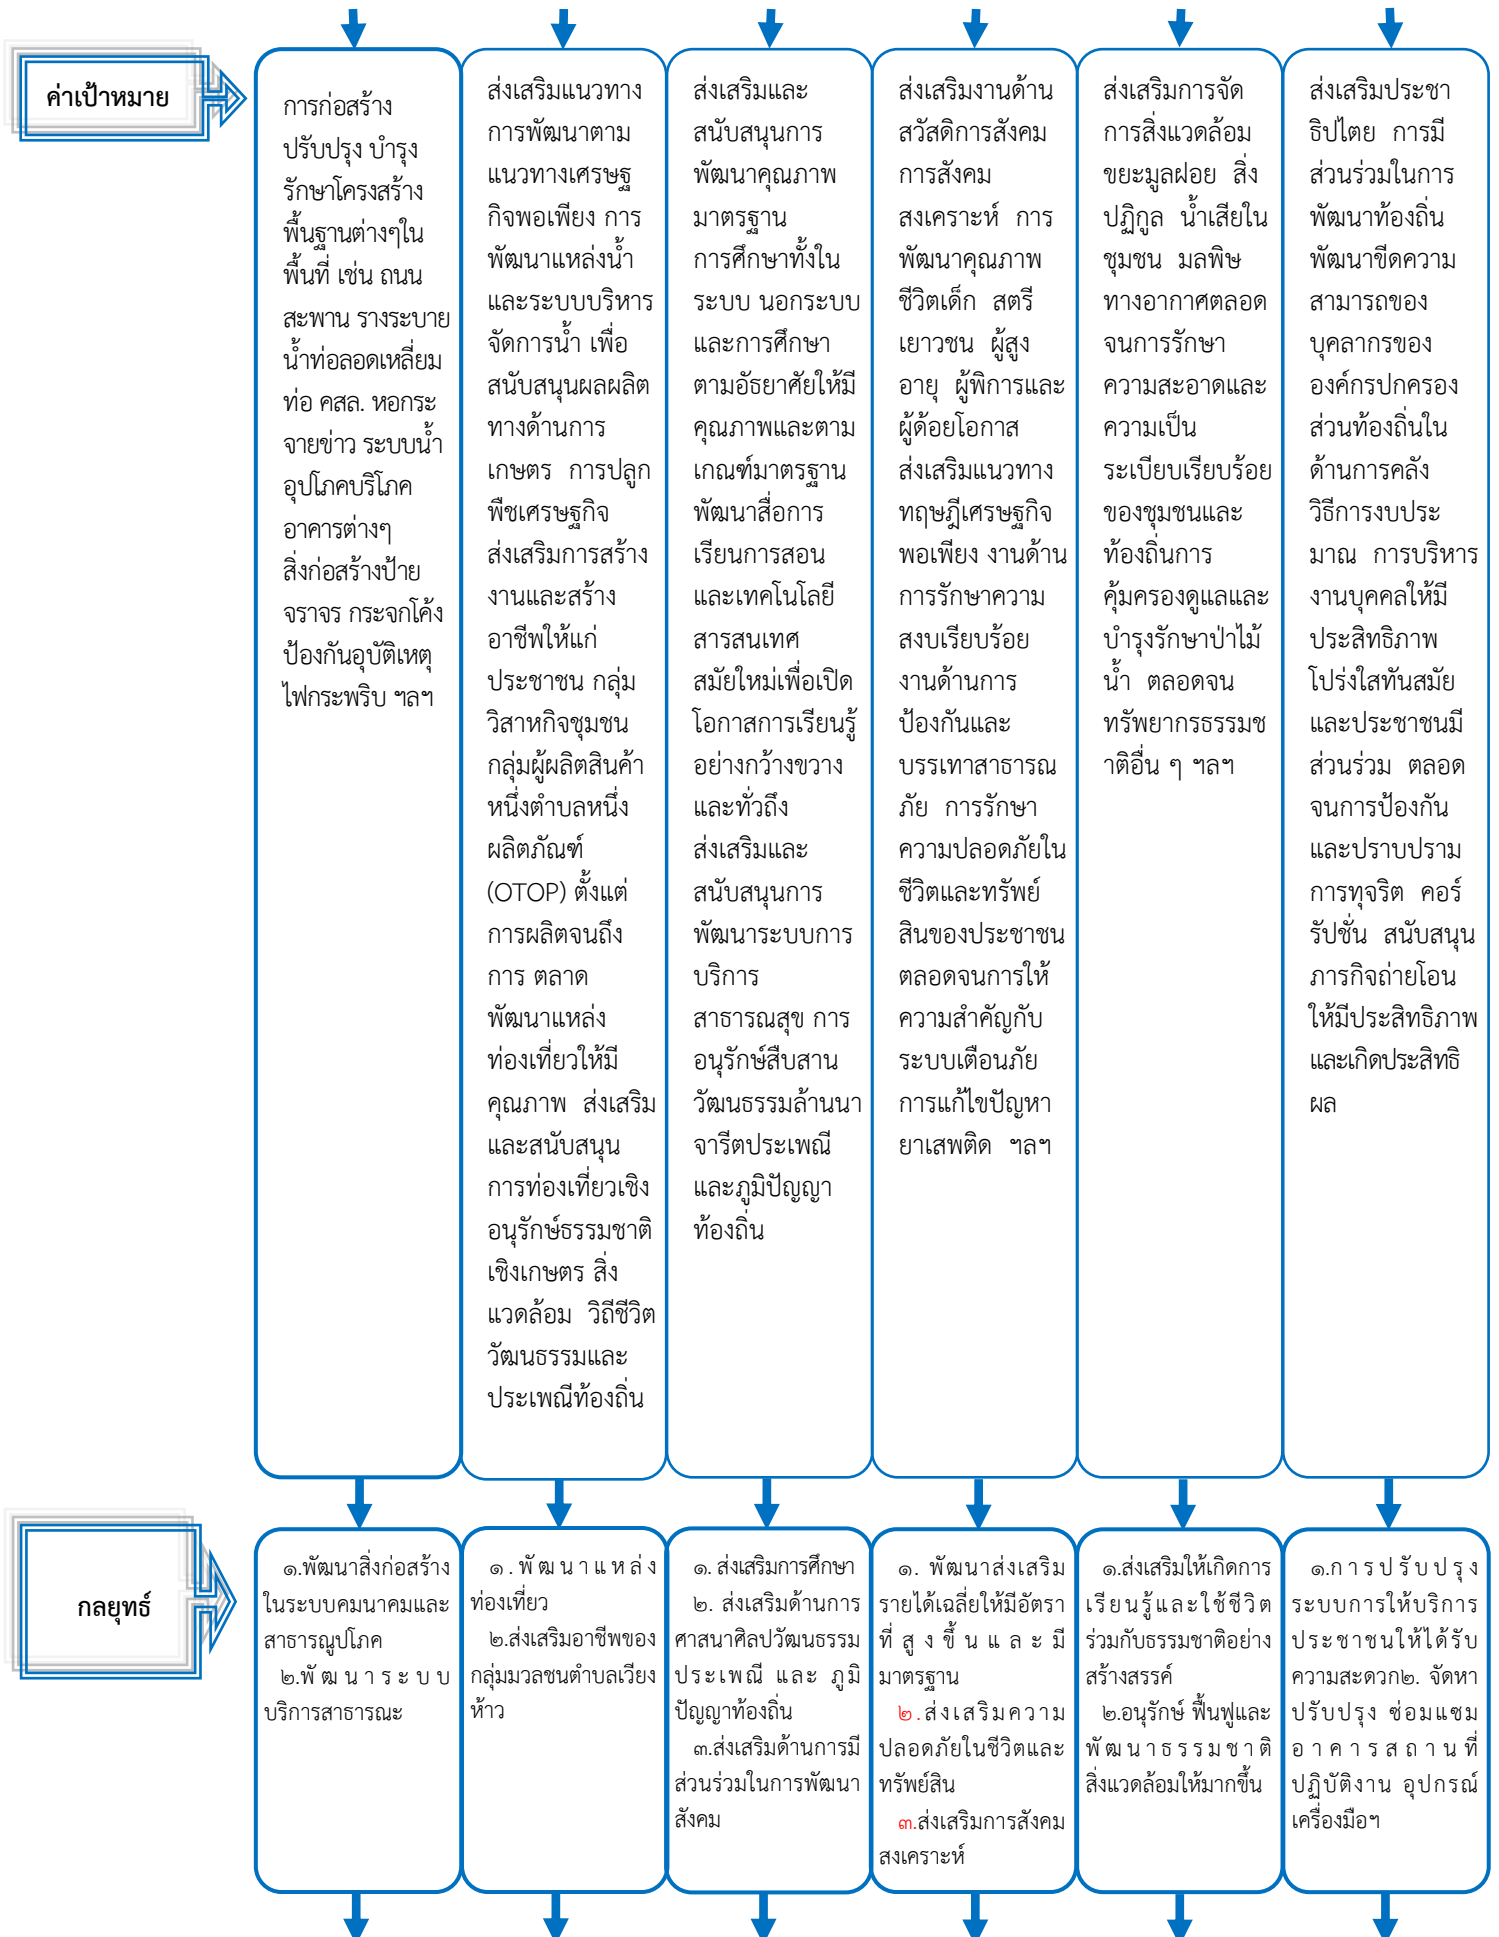 ค่าเป้าหมาย
การก่อสร้าง
ปรับปรุง บำรุง
รักษาโครงสร้าง
พื้นฐานต่างๆใน
พื้นที่ เช่น ถนน
สะพาน รางระบาย
น้ำท่อลอดเหลี่ยม
ท่อ คสล. หอกระ
จายข่าว ระบบน้ำ
อุปโภคบริโภค
อาคารต่างๆ
สิ่งก่อสร้างป้าย
จราจร กระจกโค้ง
ป้องกันอุบัติเหตุ
ไฟกระพริบ ฯลฯ
ส่งเสริมแนวทาง
การพัฒนาตาม
แนวทางเศรษฐ
กิจพอเพียง การ
พัฒนาแหล่งน้ำ
และระบบบริหาร
จัดการน้ำ เพื่อ
สนับสนุนผลผลิต
ทางด้านการ
เกษตร การปลูก
พืชเศรษฐกิจ
ส่งเสริมการสร้าง
งานและสร้าง
อาชีพให้แก่
ประชาชน กลุ่ม
วิสาหกิจชุมชน
กลุ่มผู้ผลิตสินค้า
หนึ่งตำบลหนึ่ง
ผลิตภัณฑ์
(OTOP) ตั้งแต่
การผลิตจนถึง
การ ตลาด
พัฒนาแหล่ง
ท่องเที่ยวให้มี
คุณภาพ ส่งเสริม
และสนับสนุน
การท่องเที่ยวเชิง
อนุรักษ์ธรรมชาติ
เชิงเกษตร สิ่ง
แวดล้อม วิถีชีวิต
วัฒนธรรมและ
ประเพณีท้องถิ่น
ส่งเสริมและ
สนับสนุนการ
พัฒนาคุณภาพ
มาตรฐาน
การศึกษาทั้งใน
ระบบ นอกระบบ
และการศึกษา
ตามอัธยาศัยให้มี
คุณภาพและตาม
เกณฑ์มาตรฐาน
พัฒนาสื่อการ
เรียนการสอน
และเทคโนโลยี
สารสนเทศ
สมัยใหม่เพื่อเปิด
โอกาสการเรียนรู้
อย่างกว้างขวาง
และทั่วถึง
ส่งเสริมและ
สนับสนุนการ
พัฒนาระบบการ
บริการ
สาธารณสุข การ
อนุรักษ์สืบสาน
วัฒนธรรมล้านนา
จารีตประเพณี
และภูมิปัญญา
ท้องถิ่น
ส่งเสริมงานด้าน
สวัสดิการสังคม
การสังคม
สงเคราะห์ การ
พัฒนาคุณภาพ
ชีวิตเด็ก สตรี
เยาวชน ผู้สูง
อายุ ผู้พิการและ
ผู้ด้อยโอกาส
ส่งเสริมแนวทาง
ทฤษฎีเศรษฐกิจ
พอเพียง งานด้าน
การรักษาความ
สงบเรียบร้อย
งานด้านการ
ป้องกันและ
บรรเทาสาธารณ
ภัย การรักษา
ความปลอดภัยใน
ชีวิตและทรัพย์
สินของประชาชน
ตลอดจนการให้
ความสำคัญกับ
ระบบเตือนภัย
การแก้ไขปัญหา
ยาเสพติด ฯลฯ
ส่งเสริมการจัด
การสิ่งแวดล้อม
ขยะมูลฝอย สิ่ง
ปฏิกูล น้ำเสียใน
ชุมชน มลพิษ
ทางอากาศตลอด
จนการรักษา
ความสะอาดและ
ความเป็น
ระเบียบเรียบร้อย
ของชุมชนและ
ท้องถิ่นการ
คุ้มครองดูแลและ
บำรุงรักษาป่าไม้
น้ำ ตลอดจน
ทรัพยากรธรรมช
าติอื่น ๆ ฯลฯ
ส่งเสริมประชา
ธิปไตย การมี
ส่วนร่วมในการ
พัฒนาท้องถิ่น
พัฒนาขีดความ
สามารถของ
บุคลากรของ
องค์กรปกครอง
ส่วนท้องถิ่นใน
ด้านการคลัง
วิธีการงบประ
มาณ การบริหาร
งานบุคคลให้มี
ประสิทธิภาพ
โปร่งใสทันสมัย
และประชาชนมี
ส่วนร่วม ตลอด
จนการป้องกัน
และปราบปราม
การทุจริต คอร์
รัปชั่น สนับสนุน
ภารกิจถ่ายโอน
ให้มีประสิทธิภาพ
และเกิดประสิทธิ
ผล
กลยุทธ์
๑.พัฒนาสิ่งก่อสร้าง
ในระบบคมนาคมและ
สาธารณูปโภค
๒.พัฒนาระบบ
บริการสาธารณะ
๑.พัฒนาแหล่ง
ท่องเที่ยว
๒.ส่งเสริมอาชีพของ
กลุ่มมวลชนตำบลเวียง
ห้าว
๑. ส่งเสริมการศึกษา
๒. ส่งเสริมด้านการ
ศาสนาศิลปวัฒนธรรม
ประเพณี และ ภูมิ
ปัญญาท้องถิ่น
๓.ส่งเสริมด้านการมี
ส่วนร่วมในการพัฒนา
สังคม
๑. พัฒนาส่งเสริม
รายได้เฉลี่ยให้มีอัตรา
ที่สูงขึ้นและมี
มาตรฐาน
๒.ส่งเสริมความ
ปลอดภัยในชีวิตและ
ทรัพย์สิน
๓.ส่งเสริมการสังคม
สงเคราะห์
๑.ส่งเสริมให้เกิดการ
เรียนรู้และใช้ชีวิต
ร่วมกับธรรมชาติอย่าง
สร้างสรรค์
๒.อนุรักษ์ ฟื้นฟูและ
พัฒนาธรรมชาติ
สิ่งแวดล้อมให้มากขึ้น
๑.การปรับปรุง
ระบบการให้บริการ
ประชาชนให้ได้รับ
ความสะดวก๒. จัดหา
ปรับปรุง ซ่อมแซม
อาคารสถานที่
ปฏิบัติงาน อุปกรณ์
เครื่องมือฯ